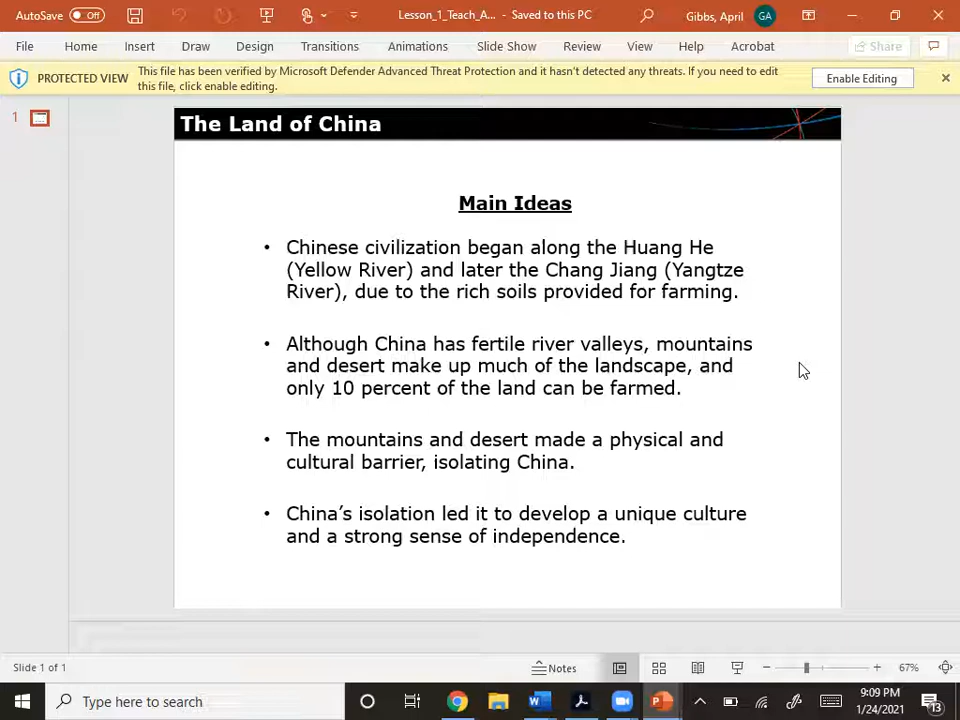 AutoSave Off Lesson_1_Teach_A... - Saved to this PC Gibbs, April GA
File Home Insert Draw Design Transitions Animations Slide Show Review View Help Acrobat Share
PROTECTED VIEW This file has been verified by Microsoft Defender Advanced Threat Protection and it hasn't detected any threats. If you need to edit
this file, click enable editing.
Enable Editing
1
The Land of China
Main Ideas
• Chinese civilization began along the Huang He
(Yellow River) and later the Chang Jiang (Yangtze
River), due to the rich soils provided for farming.
• Although China has fertile river valleys, mountains
and desert make up much of the landscape, and
only 10 percent of the land can be farmed.
• The mountains and desert made a physical and
cultural barrier, isolating China.
• China’s isolation led it to develop a unique culture
and a strong sense of independence.
Slide 1 of 1 Notes 67%
Type here to search
9:09 PM
1/24/2021
13